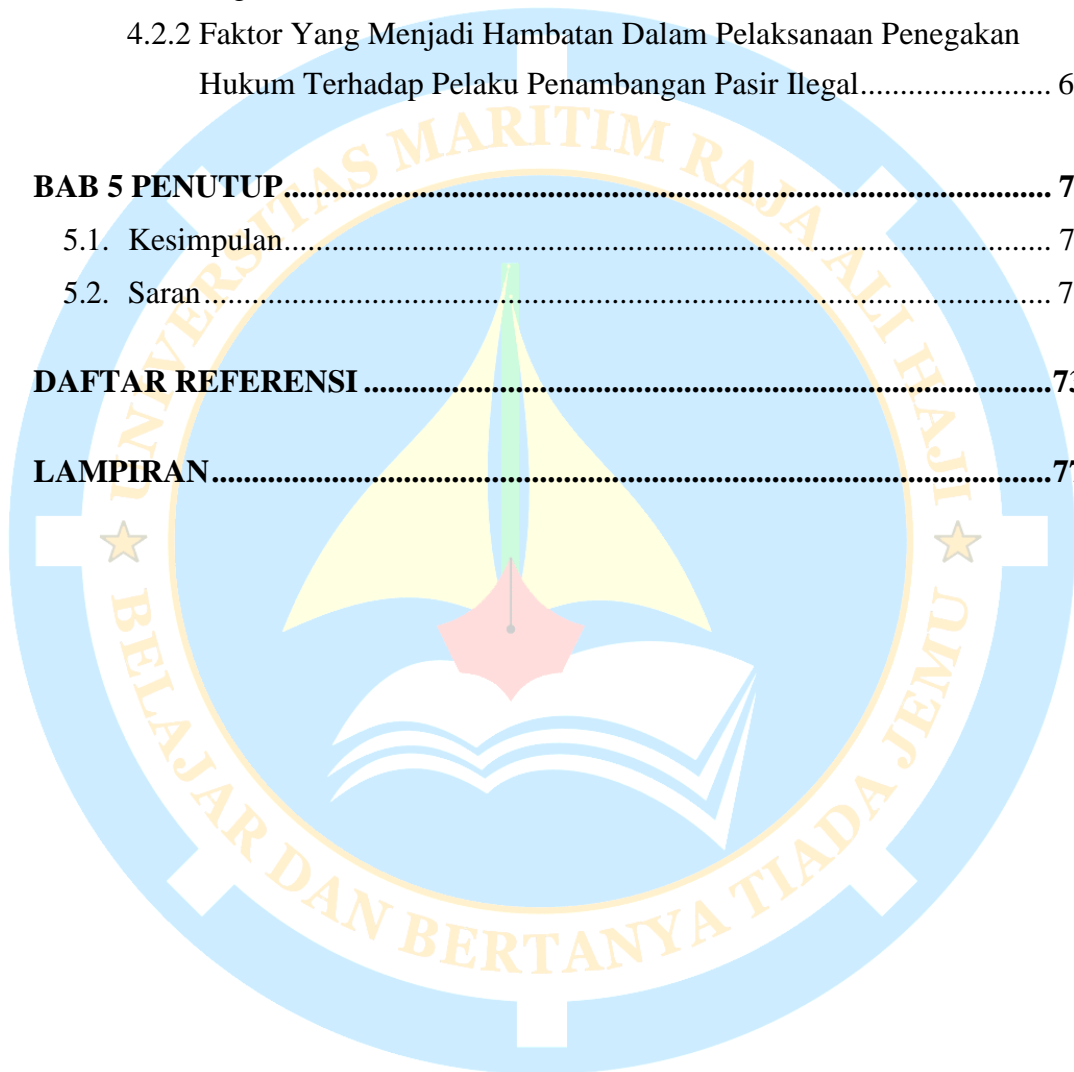 4.2.2 Faktor Yang Menjadi Hambatan Dalam Pelaksanaan Penegakan
Hukum Terhadap Pelaku Penambangan Pasir Ilegal........................ 6
BAB 5 PENUTUP................................................................................................ 7
5.1. Kesimpulan................................................................................................ 7
5.2. Saran.......................................................................................................... 7
DAFTAR REFERENSI ......................................................................................73
LAMPIRAN.........................................................................................................77
UNIVERSITAS MARITIM RAJA ALI HAJI
BELAJAR DAN BERTANYA TIADA JEMU